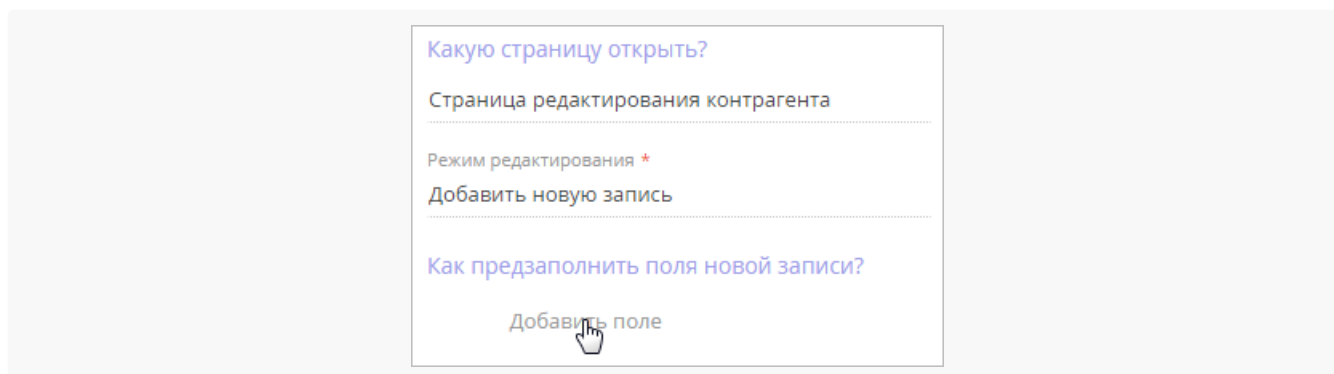 Какую страницу открыть?
Страница редактирования контрагента
Режим редактирования *
Добавить новую запись
Как предзаполнить поля новой записи?
Добавить поле